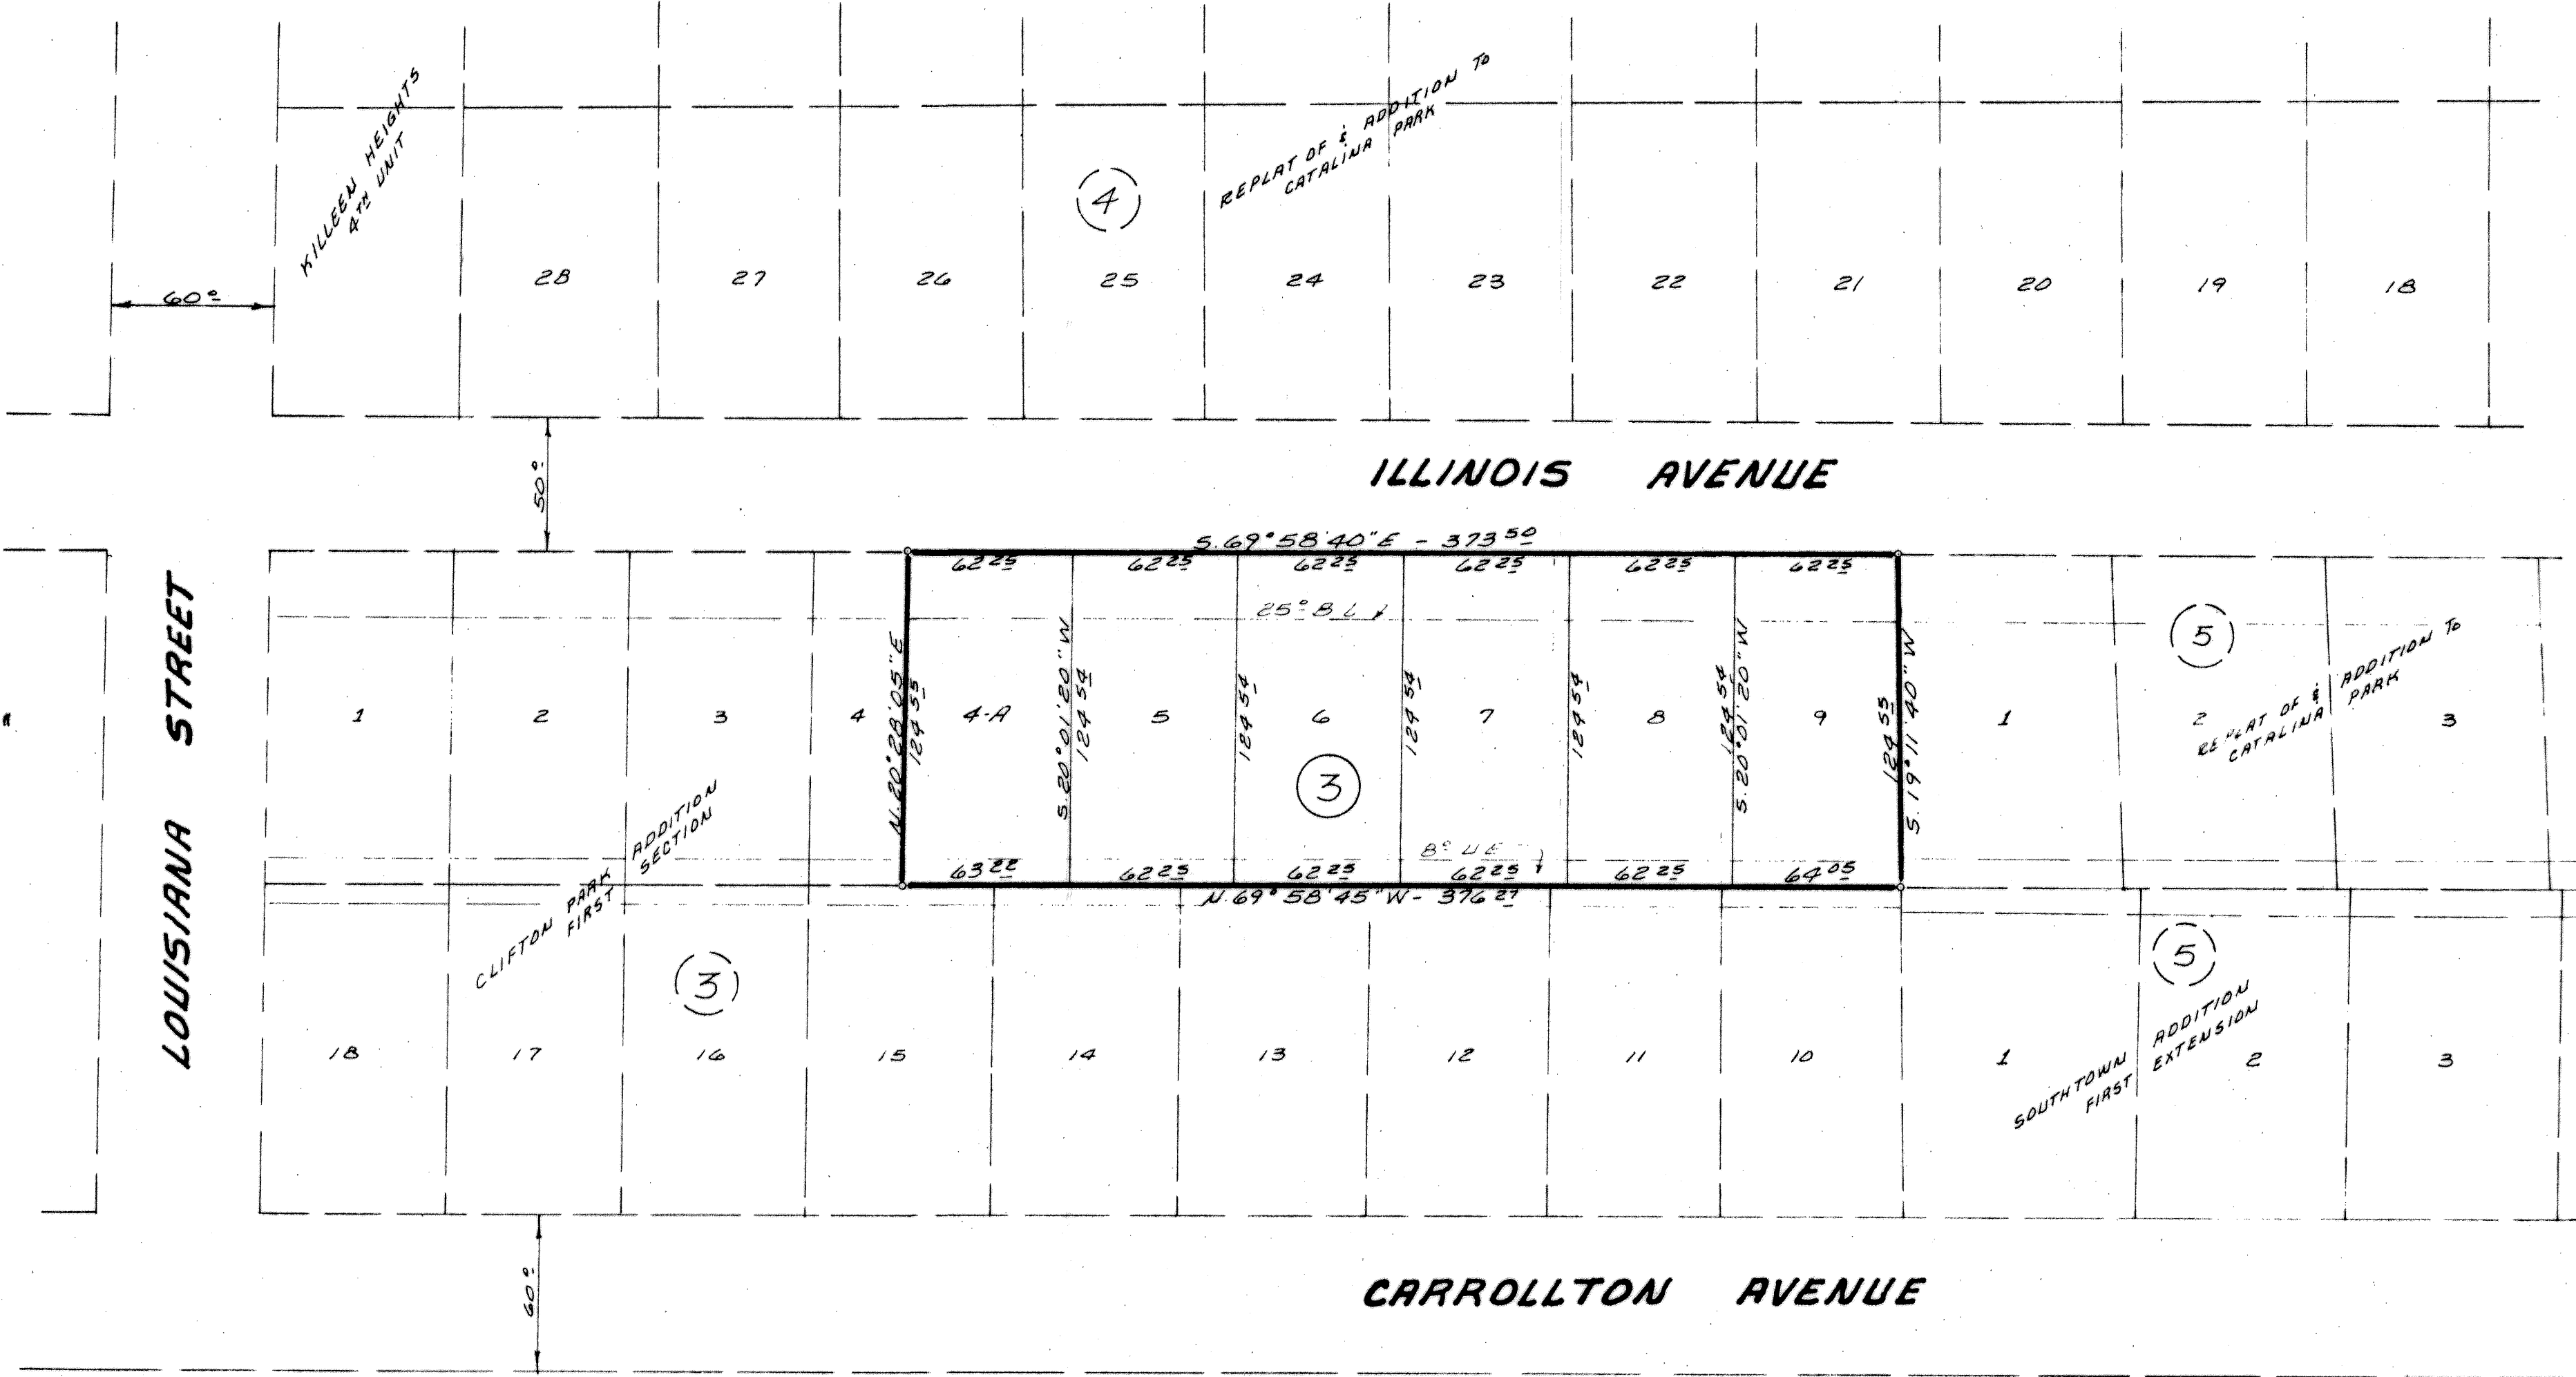 KILLEEN HEIGHTS
4TH UNIT
REPLAT OF & ADDITION TO
CATALINA PARK
4
28 27 26 25 24 23 22 21 20 19 18
60º
50º
ILLINOIS AVENUE
S. 69° 58' 40" E - 373 50
62 25 62 25 62 25 62 25 62 25 62 25
25º B L
LOUISIANA STREET
N. 20° 28' 05" E
124 55
S. 20° 01' 20" W
124 54
124 54
124 54
124 54
124 54
S. 20° 01' 20" W
124 55
S. 19° 11' 40" W
1 2 3 4 4-A 5 6 7 8 9 1 2 3
5
REPLAT OF & ADDITION TO
CATALINA PARK
3
8º U E
63 22 62 25 62 25 62 25 62 25 64 05
N. 69° 58' 45" W - 376 27
CLIFTON PARK ADDITION
FIRST SECTION
3
5
SOUTHTOWN ADDITION
FIRST EXTENSION
18 17 16 15 14 13 12 11 10 1 2 3
60º
CARROLLTON AVENUE